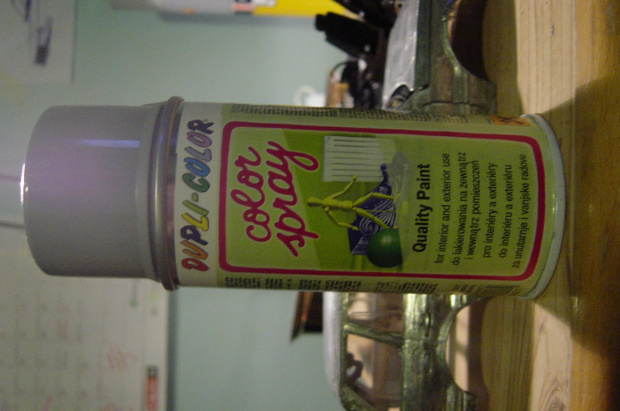 DUPLI-COLOR
color
spray
Quality Paint
for interior and exterior use
do lakierowania na zewnątrz
i wewnątrz pomieszczeń
pro interiéry a exteriéry
do interiéru a exteriéru
za unutarnje i vanjske radove